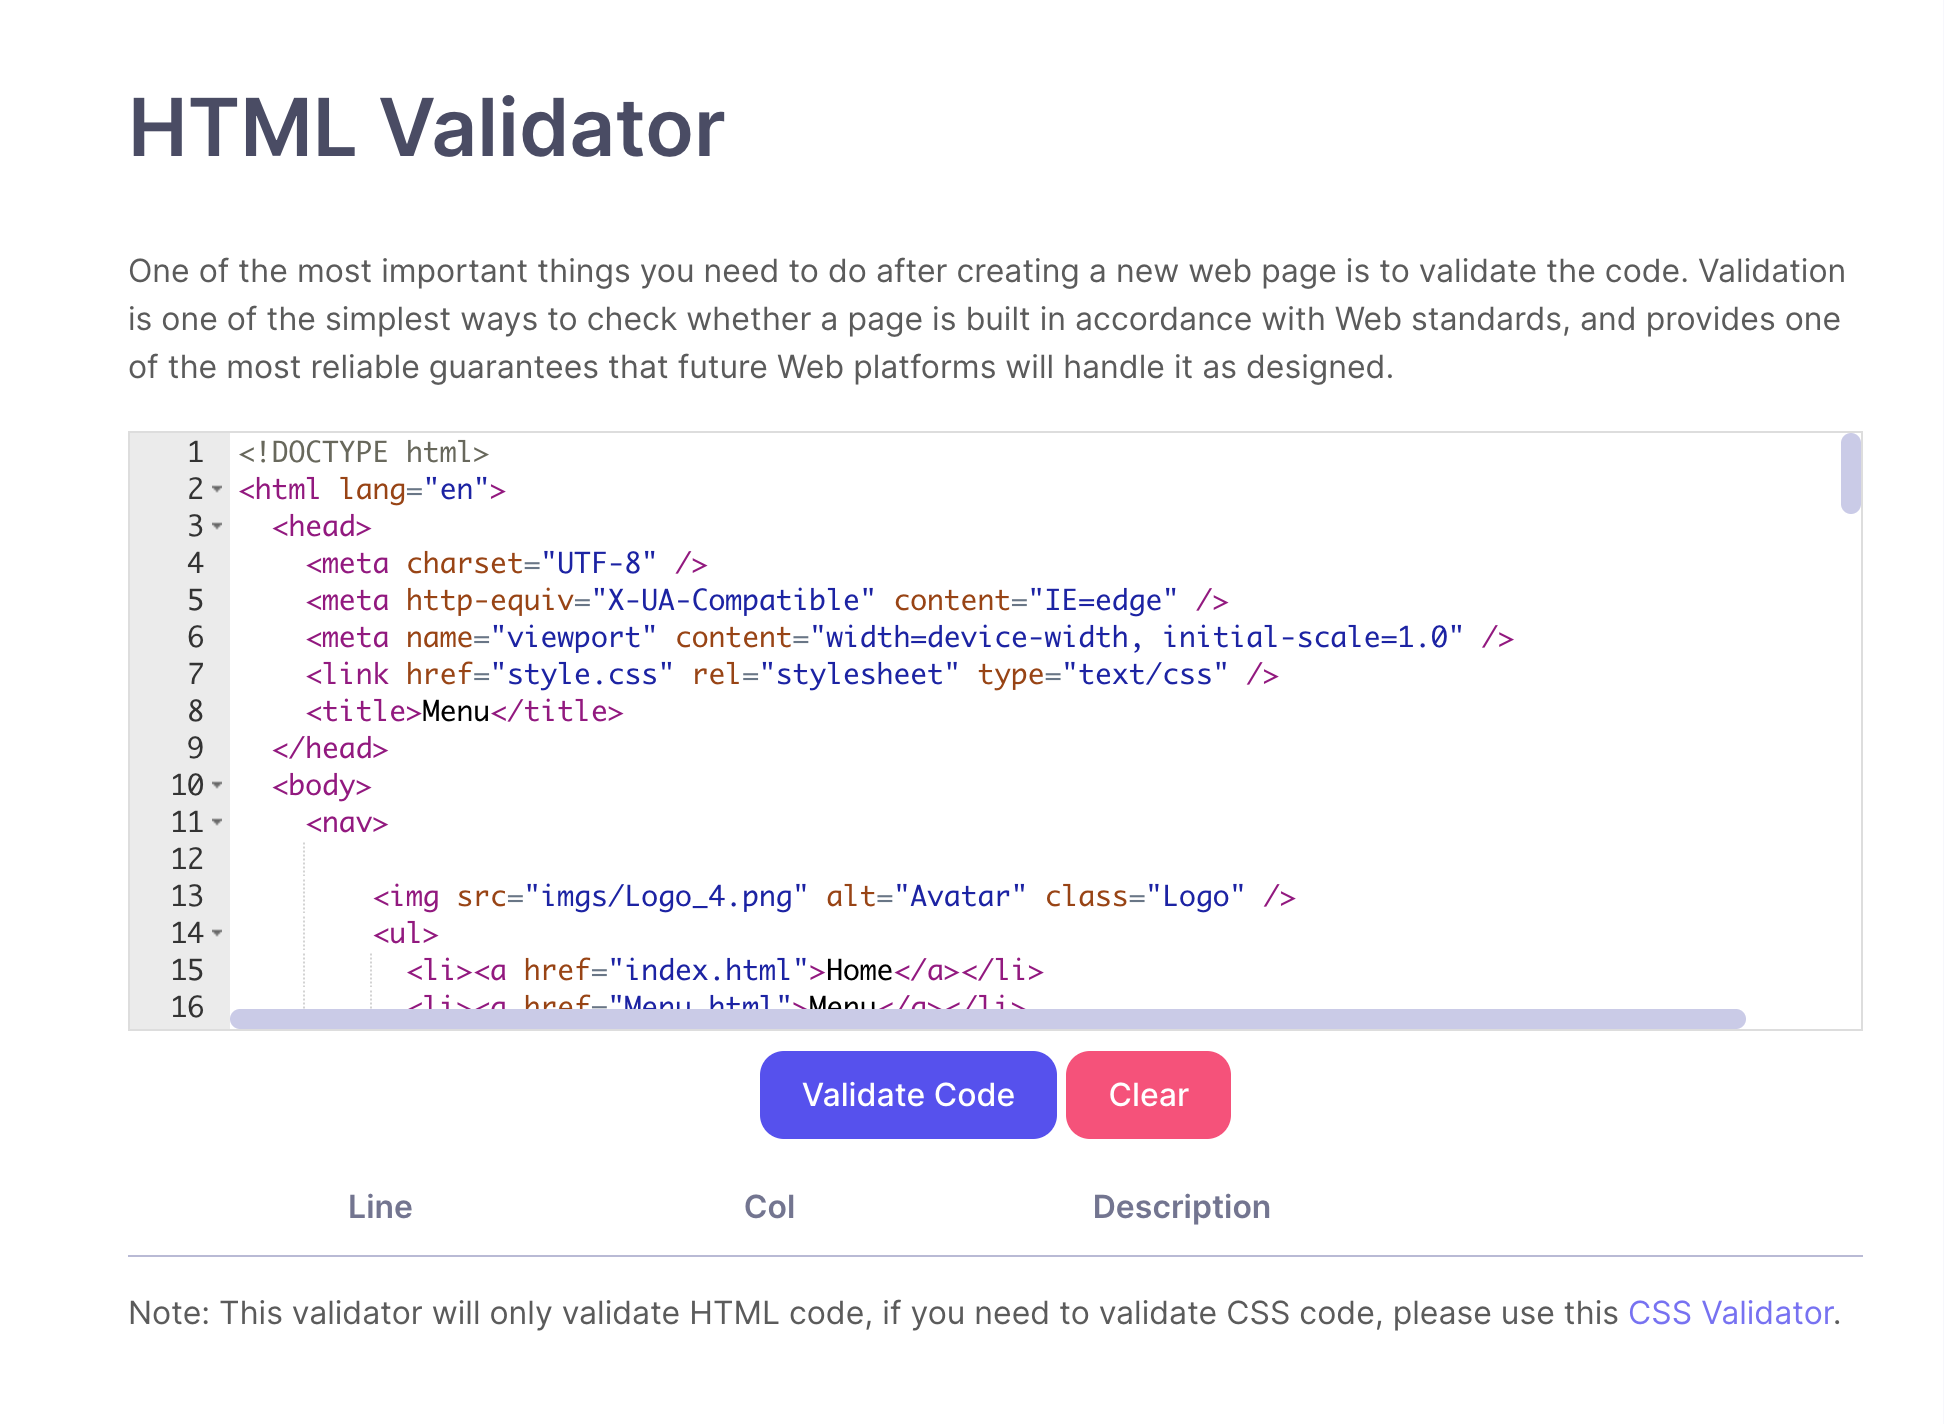 HTML Validator
One of the most important things you need to do after creating a new web page is to validate the code. Validation
is one of the simplest ways to check whether a page is built in accordance with Web standards, and provides one
of the most reliable guarantees that future Web platforms will handle it as designed.
1 <!DOCTYPE html>
2 <html lang="en">
3 <head>
4 <meta charset="UTF-8" />
5 <meta http-equiv="X-UA-Compatible" content="IE=edge" />
6 <meta name="viewport" content="width=device-width, initial-scale=1.0" />
7 <link href="style.css" rel="stylesheet" type="text/css" />
8 <title>Menu</title>
9 </head>
10 <body>
11 <nav>
12
13 <img src="imgs/Logo_4.png" alt="Avatar" class="Logo" />
14 <ul>
15 <li><a href="index.html">Home</a></li>
16 <li><a href="Menu.html">Menu</a></li>
Validate Code Clear
Line Col Description
Note: This validator will only validate HTML code, if you need to validate CSS code, please use this CSS Validator.